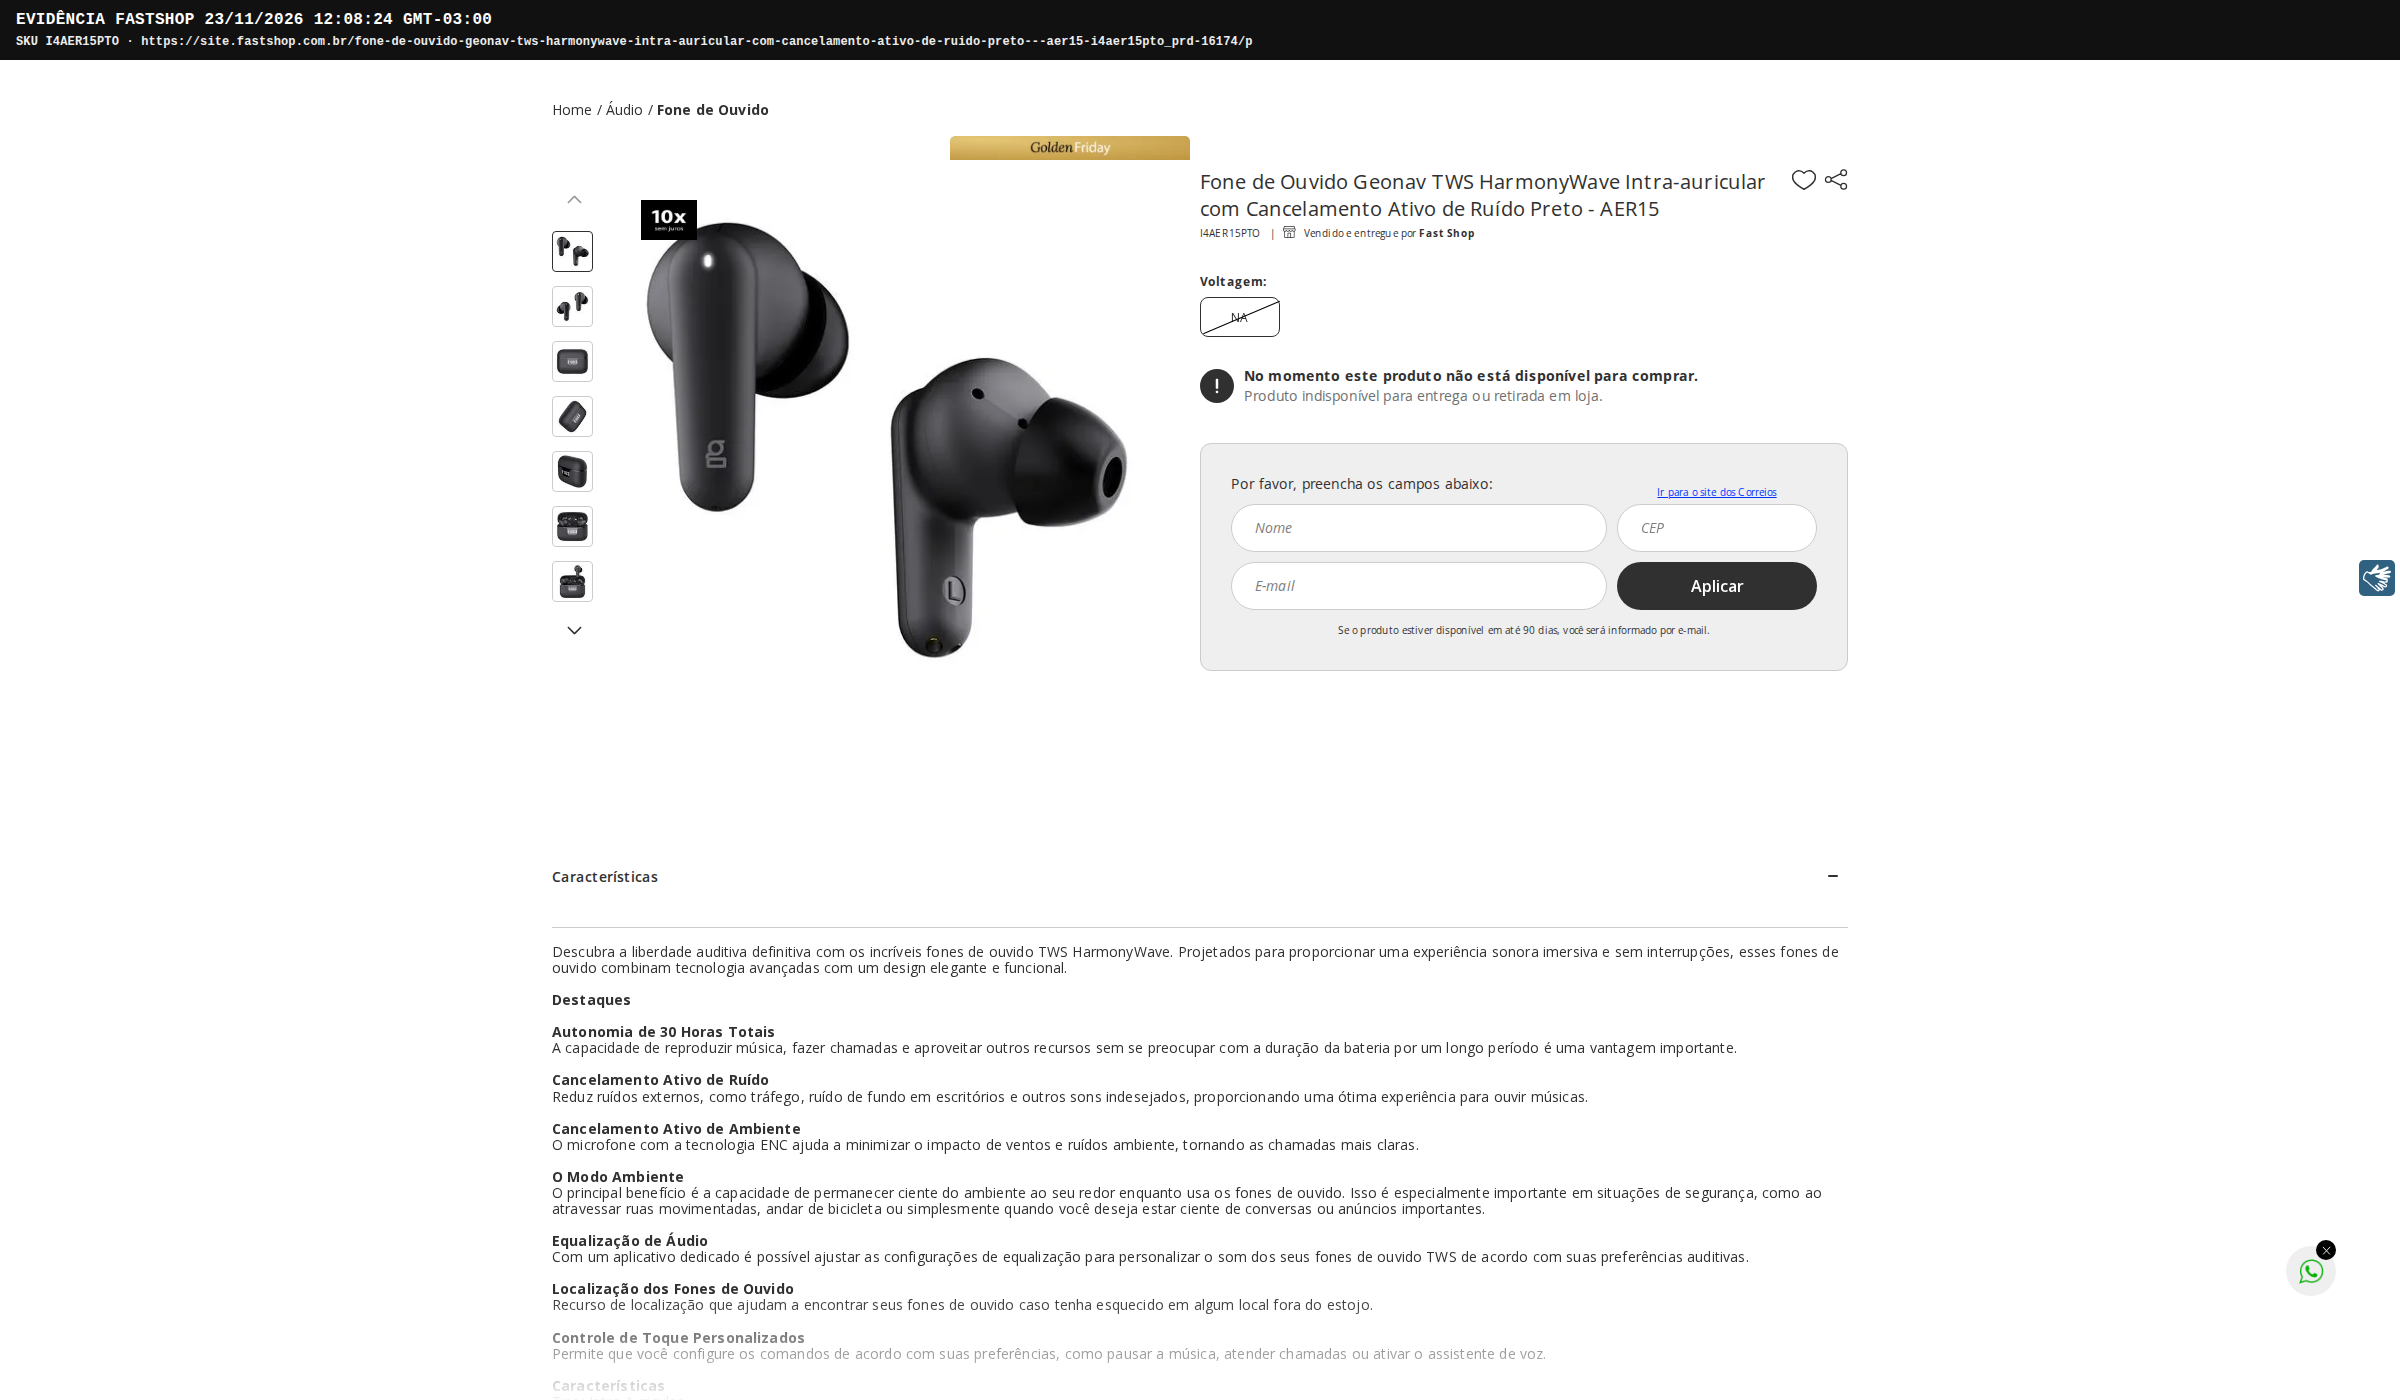 EVIDÊNCIA FASTSHOP 23/11/2026 12:08:24 GMT-03:00
SKU I4AER15PTO · https://site.fastshop.com.br/fone-de-ouvido-geonav-tws-harmonywave-intra-auricular-com-cancelamento-ativo-de-ruido-preto---aer15-i4aer15pto_prd-16174/p
Home / Áudio / Fone de Ouvido
Golden Friday
10x
sem juros
Fone de Ouvido Geonav TWS HarmonyWave Intra-auricular
com Cancelamento Ativo de Ruído Preto - AER15
I4AER15PTO | Vendido e entregue por Fast Shop
Voltagem:
NA
No momento este produto não está disponível para comprar.
Produto indisponível para entrega ou retirada em loja.
Por favor, preencha os campos abaixo:
Ir para o site dos Correios
Nome
CEP
E-mail
Aplicar
Se o produto estiver disponível em até 90 dias, você será informado por e-mail.
L
Características
Descubra a liberdade auditiva definitiva com os incríveis fones de ouvido TWS HarmonyWave. Projetados para proporcionar uma experiência sonora imersiva e sem interrupções, esses fones de
ouvido combinam tecnologia avançadas com um design elegante e funcional.
Destaques
Autonomia de 30 Horas Totais
A capacidade de reproduzir música, fazer chamadas e aproveitar outros recursos sem se preocupar com a duração da bateria por um longo período é uma vantagem importante.
Cancelamento Ativo de Ruído
Reduz ruídos externos, como tráfego, ruído de fundo em escritórios e outros sons indesejados, proporcionando uma ótima experiência para ouvir músicas.
Cancelamento Ativo de Ambiente
O microfone com a tecnologia ENC ajuda a minimizar o impacto de ventos e ruídos ambiente, tornando as chamadas mais claras.
O Modo Ambiente
O principal benefício é a capacidade de permanecer ciente do ambiente ao seu redor enquanto usa os fones de ouvido. Isso é especialmente importante em situações de segurança, como ao
atravessar ruas movimentadas, andar de bicicleta ou simplesmente quando você deseja estar ciente de conversas ou anúncios importantes.
Equalização de Áudio
Com um aplicativo dedicado é possível ajustar as configurações de equalização para personalizar o som dos seus fones de ouvido TWS de acordo com suas preferências auditivas.
Localização dos Fones de Ouvido
Recurso de localização que ajudam a encontrar seus fones de ouvido caso tenha esquecido em algum local fora do estojo.
Controle de Toque Personalizados
Permite que você configure os comandos de acordo com suas preferências, como pausar a música, atender chamadas ou ativar o assistente de voz.
Características